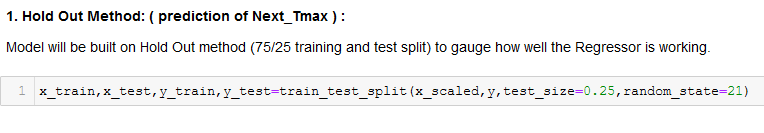 1. Hold Out Method: ( prediction of Next_Tmax ) :
Model will be built on Hold Out method (75/25 training and test split) to gauge how well the Regressor is working.
1 x_train,x_test,y_train,y_test=train_test_split(x_scaled,y,test_size=0.25,random_state=21)